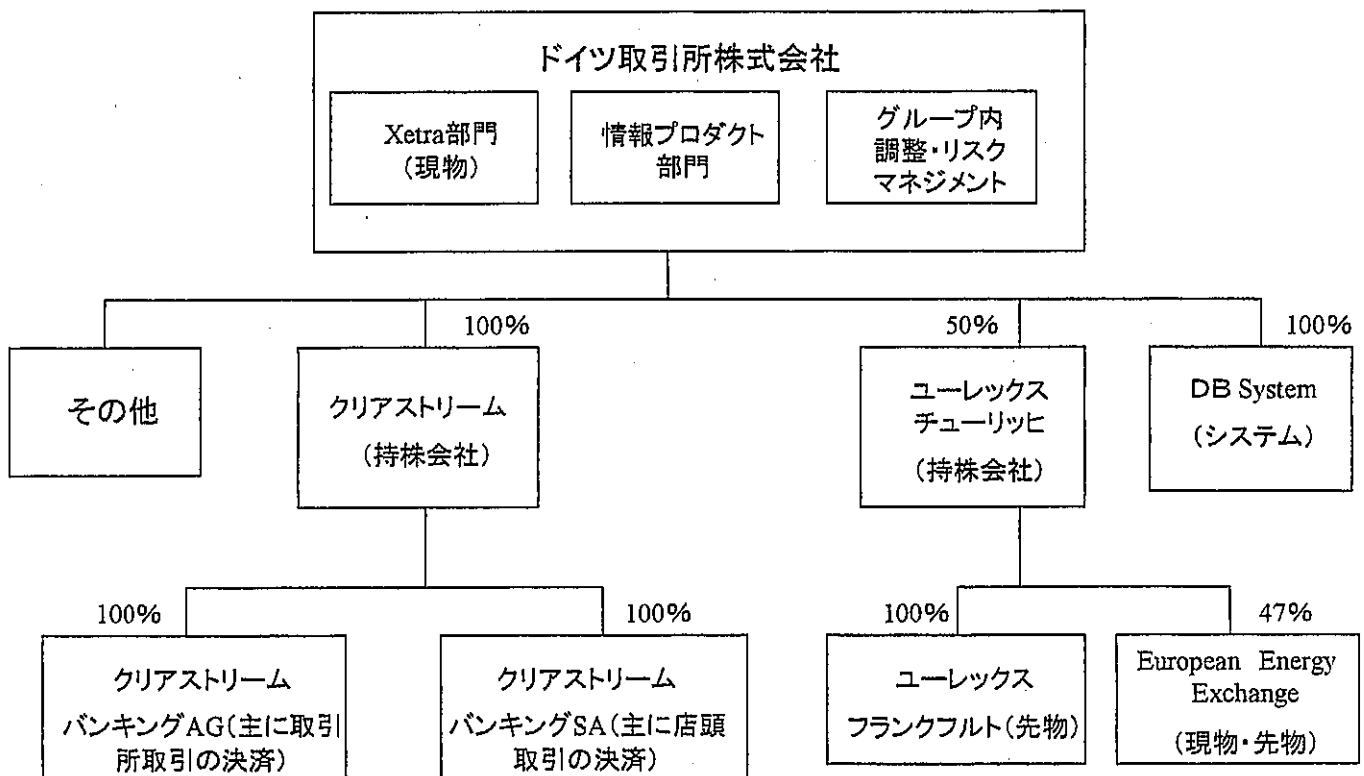 ドイツ取引所株式会社
Xetra部門
(現物)
情報プロダクト
部門
グループ内
調整・リスク
マネジメント
その他
100%
クリアストリーム
(持株会社)
50%
ユーレックス
チューリッヒ
(持株会社)
100%
DB System
(システム)
100%
クリアストリーム
バンキングAG(主に取引
所取引の決済)
100%
クリアストリーム
バンキングSA(主に店頭
取引の決済)
100%
ユーレックス
フランクフルト(先物)
47%
European Energy
Exchange
(現物・先物)